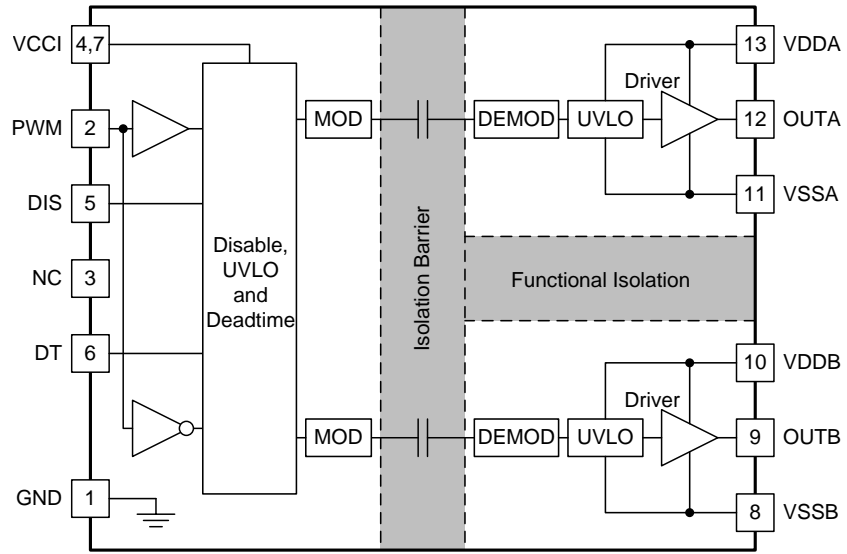 VCCI 4,7
PWM 2
DIS 5
NC 3
DT 6
GND 1
Disable,
UVLO
and
Deadtime
MOD
MOD
Isolation Barrier
DEMOD
UVLO
Driver
13 VDDA
12 OUTA
11 VSSA
Functional Isolation
DEMOD
UVLO
Driver
10 VDDB
9 OUTB
8 VSSB